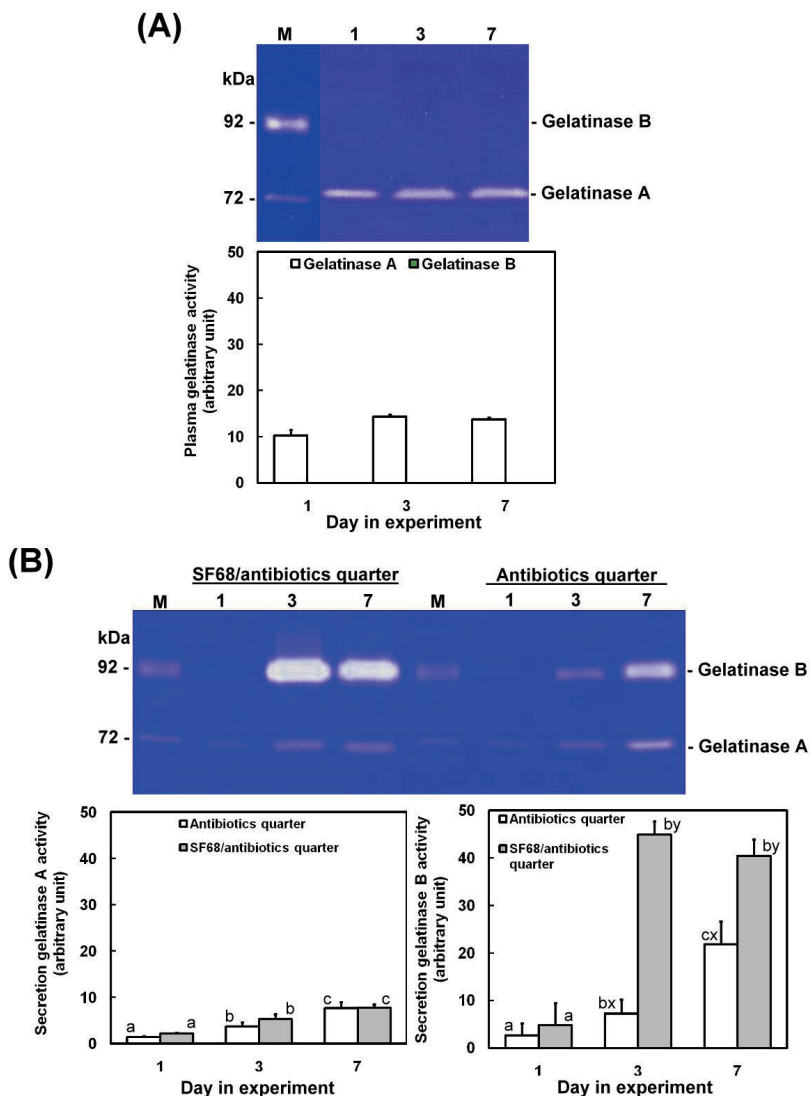 (A)
M 1 3 7
kDa
92 - - Gelatinase B
72 - - Gelatinase A
50
40
30
20
10
0
Plasma gelatinase activity
(arbitrary unit)
Gelatinase A Gelatinase B
1 3 7
Day in experiment
(B)
SF68/antibiotics quarter Antibiotics quarter
M 1 3 7 M 1 3 7
kDa
92 - - Gelatinase B
72 - - Gelatinase A
50
40
30
20
10
0
Secretion gelatinase A activity
(arbitrary unit)
Antibiotics quarter
SF68/antibiotics quarter
a a b b c c
1 3 7
Day in experiment
50
40
30
20
10
0
Secretion gelatinase B activity
(arbitrary unit)
Antibiotics quarter
SF68/antibiotics
quarter
a a bx by cx by
1 3 7
Day in experiment